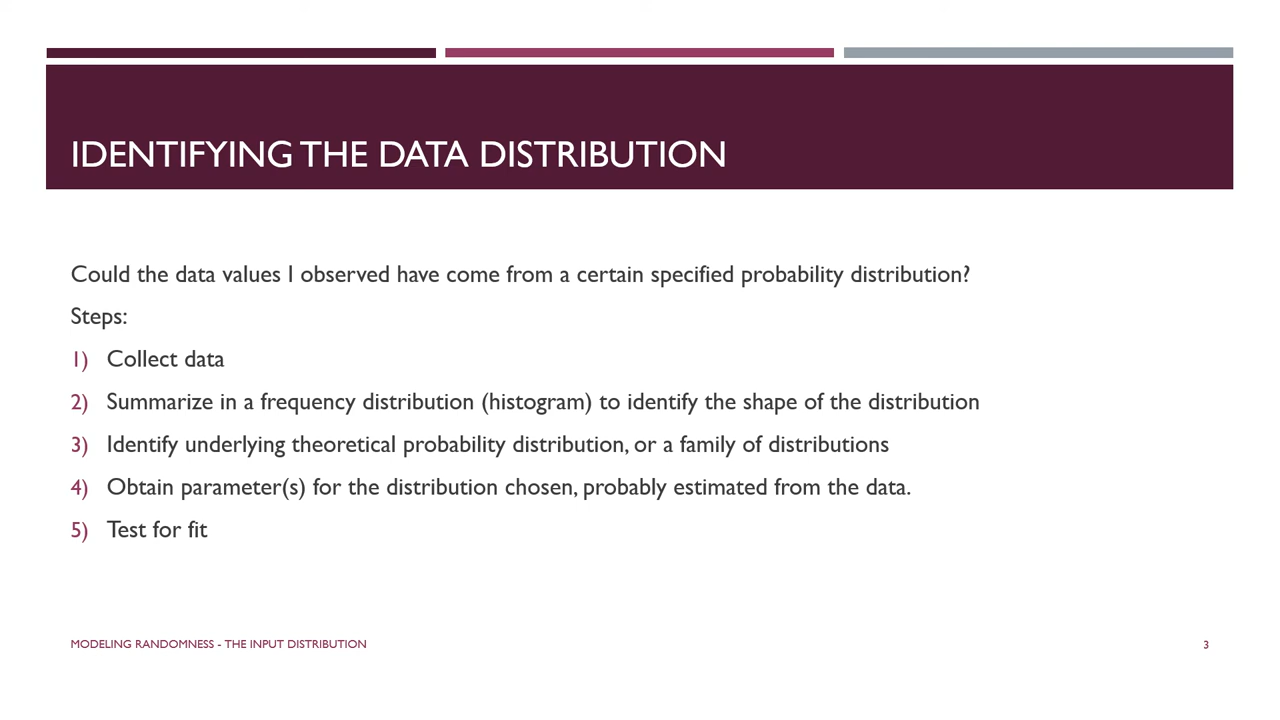 IDENTIFYING THE DATA DISTRIBUTION
Could the data values I observed have come from a certain specified probability distribution?
Steps:
1) Collect data
2) Summarize in a frequency distribution (histogram) to identify the shape of the distribution
3) Identify underlying theoretical probability distribution, or a family of distributions
4) Obtain parameter(s) for the distribution chosen, probably estimated from the data.
5) Test for fit
MODELING RANDOMNESS - THE INPUT DISTRIBUTION
3